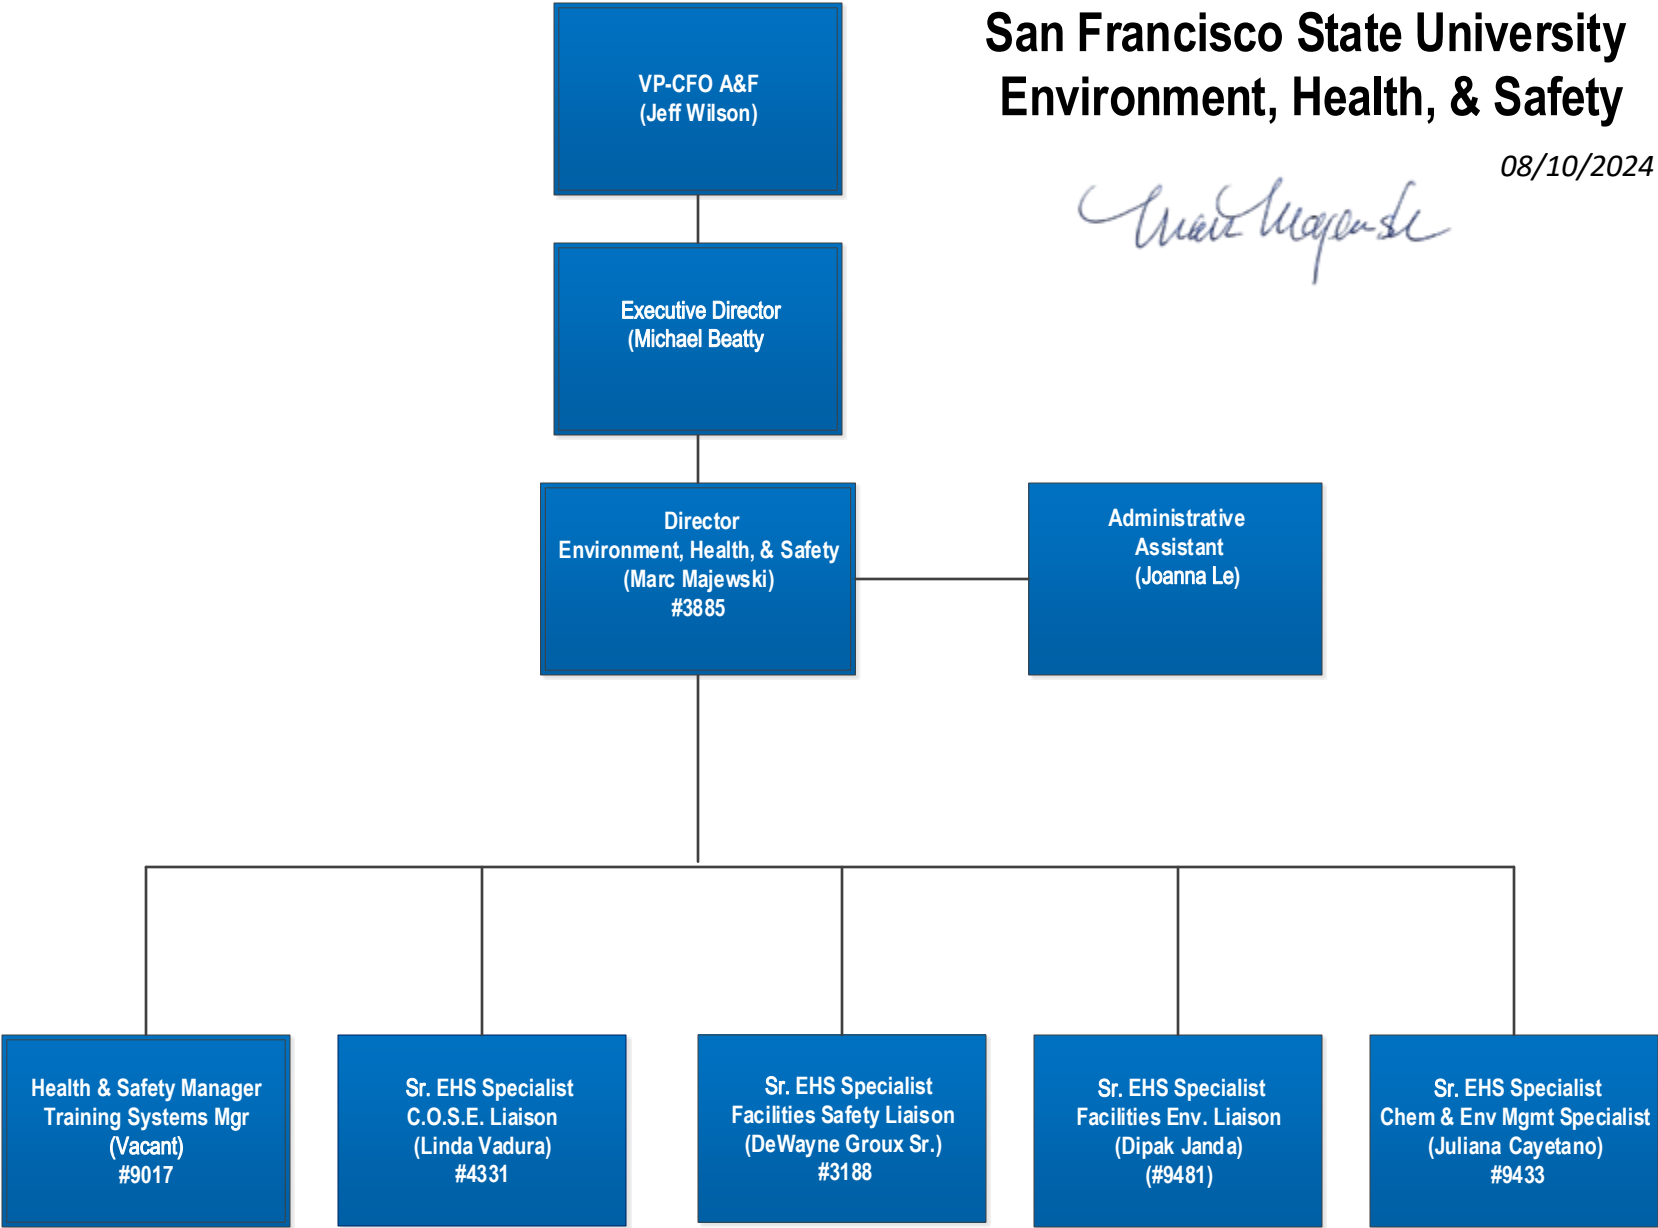 San Francisco State University
Environment, Health, & Safety
08/10/2024
Marc Majewski
VP-CFO A&F
(Jeff Wilson)
Executive Director
(Michael Beatty
Director
Environment, Health, & Safety
(Marc Majewski)
#3885
Administrative
Assistant
(Joanna Le)
Health & Safety Manager
Training Systems Mgr
(Vacant)
#9017
Sr. EHS Specialist
C.O.S.E. Liaison
(Linda Vadura)
#4331
Sr. EHS Specialist
Facilities Safety Liaison
(DeWayne Groux Sr.)
#3188
Sr. EHS Specialist
Facilities Env. Liaison
(Dipak Janda)
(#9481)
Sr. EHS Specialist
Chem & Env Mgmt Specialist
(Juliana Cayetano)
#9433